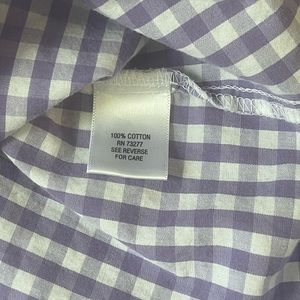 100% COTTON
RN 73277
SEE REVERSE
FOR CARE